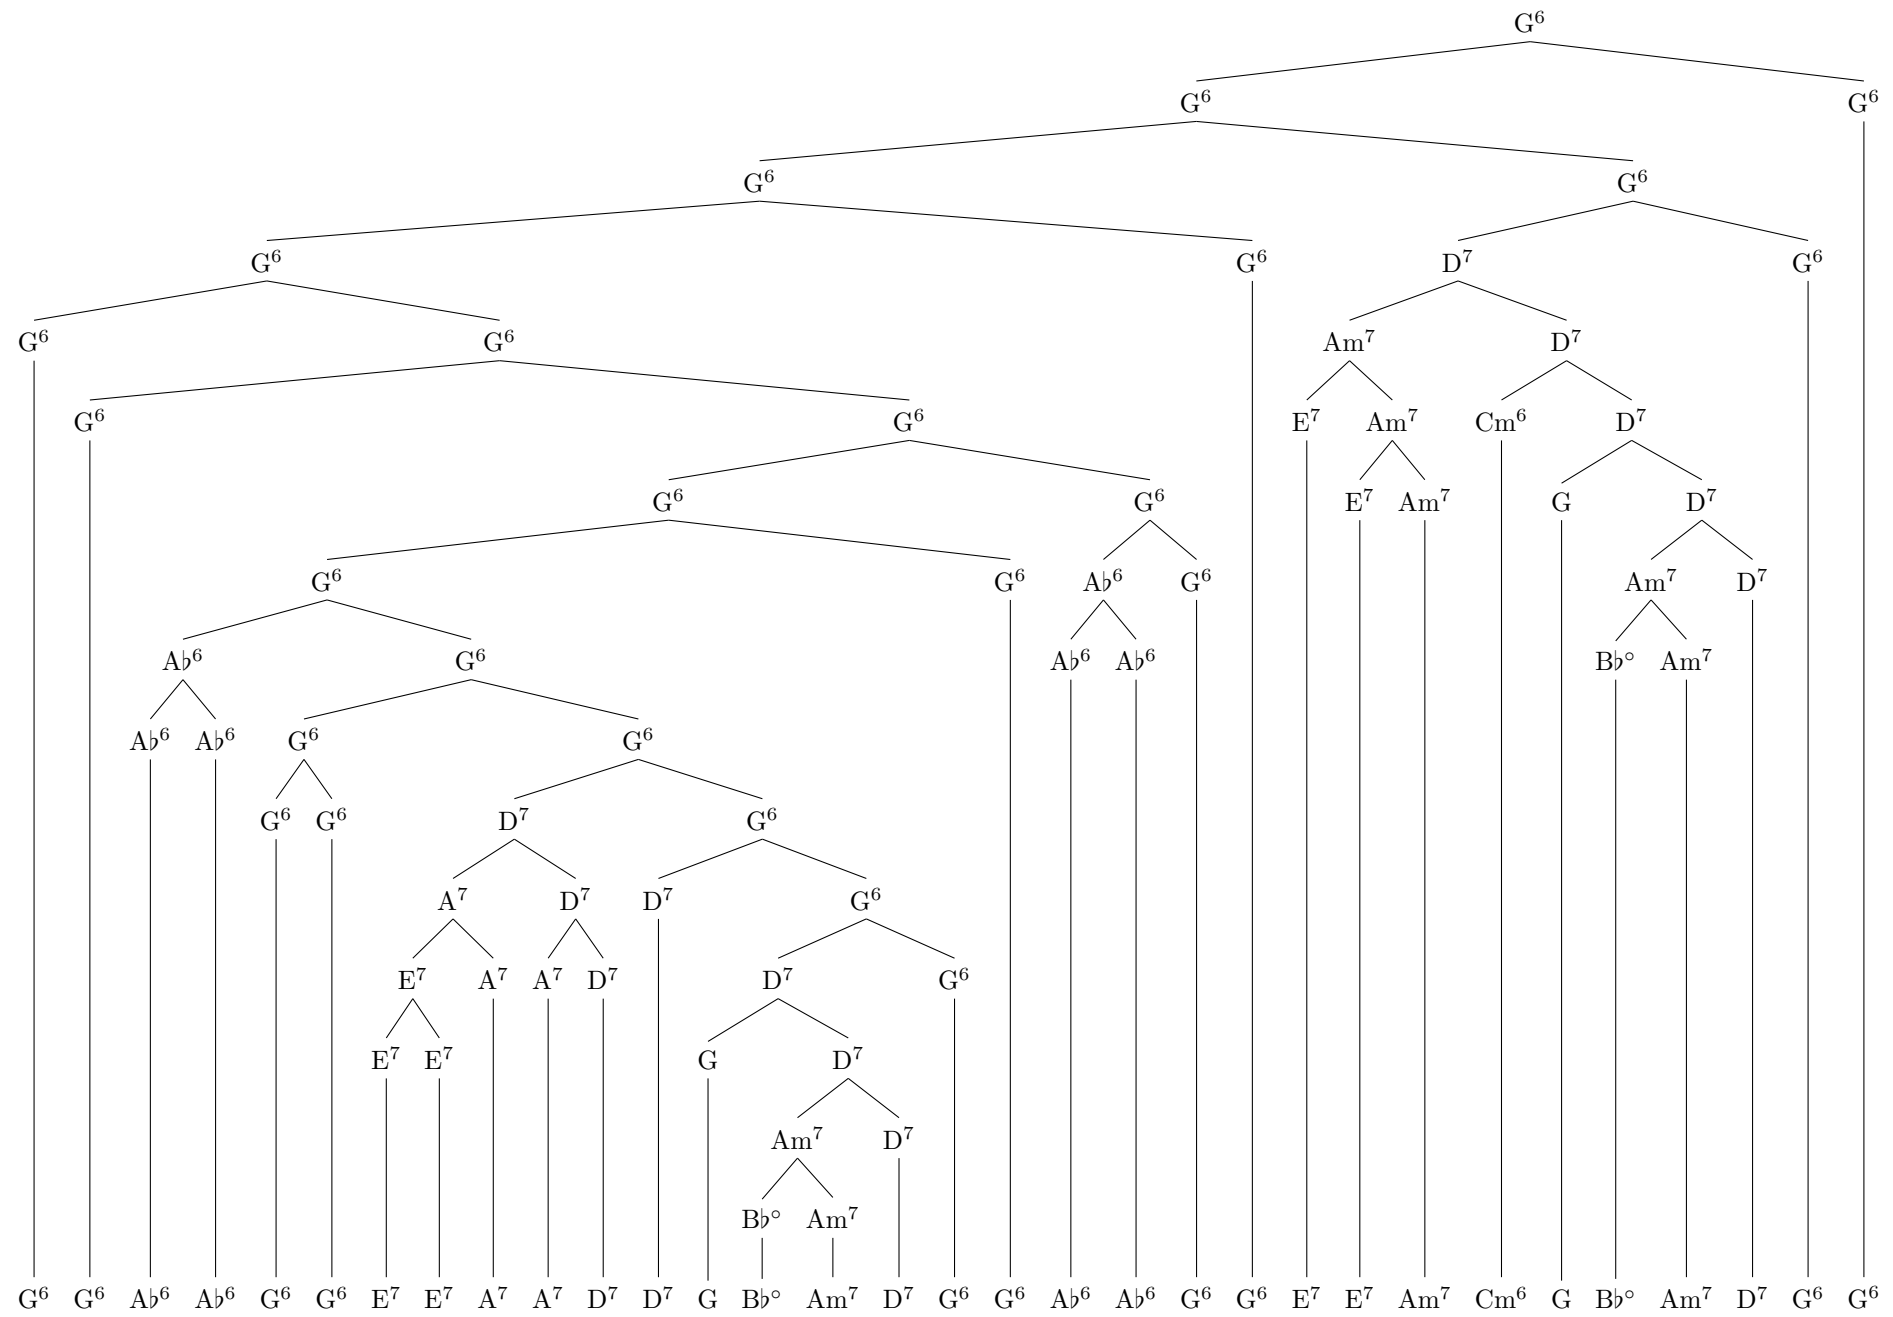 G⁶
G⁶ G⁶
G⁶ G⁶
G⁶ G⁶ D⁷ G⁶
G⁶ G⁶ Am⁷ D⁷
G⁶ G⁶ E⁷ Am⁷ Cm⁶ D⁷
G⁶ G⁶ E⁷ Am⁷ G D⁷
G⁶ G⁶ A♭⁶ G⁶ Am⁷ D⁷
A♭⁶ G⁶ A♭⁶ A♭⁶ B♭° Am⁷
A♭⁶ A♭⁶ G⁶ G⁶
G⁶ G⁶ D⁷ G⁶
A⁷ D⁷ D⁷ G⁶
E⁷ A⁷ A⁷ D⁷ D⁷ G⁶
E⁷ E⁷ G D⁷
Am⁷ D⁷
B♭° Am⁷
G⁶ G⁶ A♭⁶ A♭⁶ G⁶ G⁶ E⁷ E⁷ A⁷ A⁷ D⁷ D⁷ G B♭° Am⁷ D⁷ G⁶ G⁶ A♭⁶ A♭⁶ G⁶ G⁶ E⁷ E⁷ Am⁷ Cm⁶ G B♭° Am⁷ D⁷ G⁶ G⁶